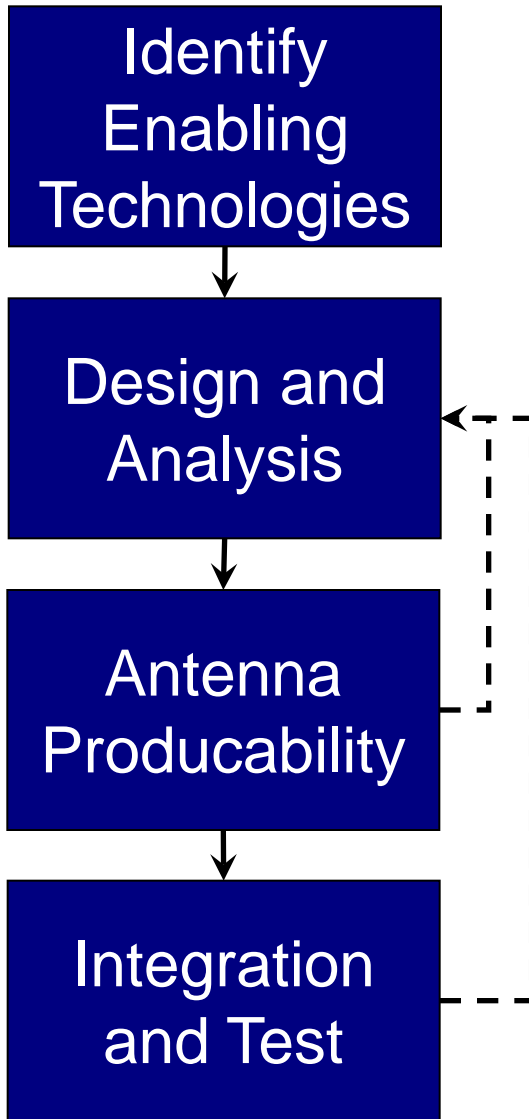 Identify
Enabling
Technologies
Design and
Analysis
Antenna
Producability
Integration
and Test